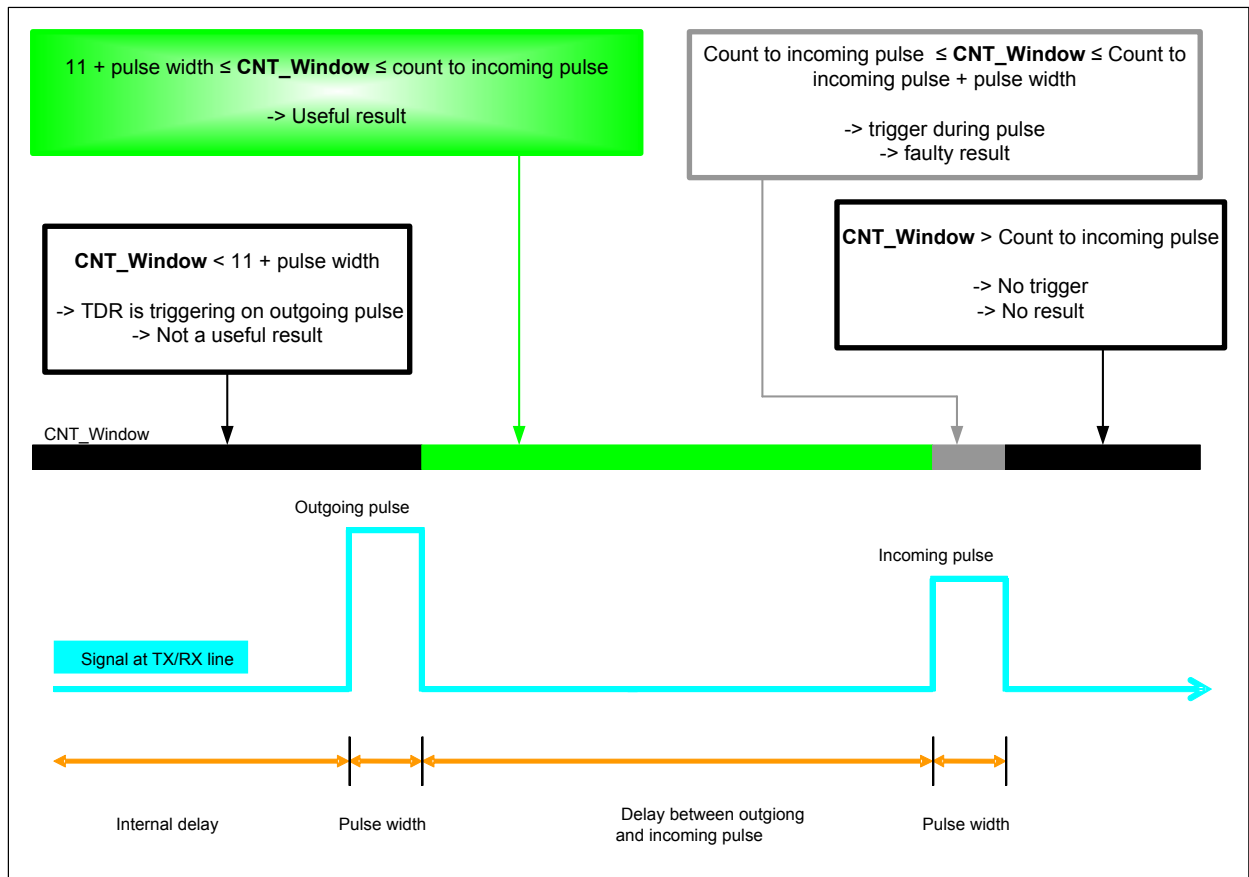 11 + pulse width ≤ CNT_Window ≤ count to incoming pulse
-> Useful result
Count to incoming pulse ≤ CNT_Window ≤ Count to
incoming pulse + pulse width
-> trigger during pulse
-> faulty result
CNT_Window < 11 + pulse width
-> TDR is triggering on outgoing pulse
-> Not a useful result
CNT_Window > Count to incoming pulse
-> No trigger
-> No result
CNT_Window
Outgoing pulse
Incoming pulse
Signal at TX/RX line
Internal delay
Pulse width
Delay between outgiong
and incoming pulse
Pulse width